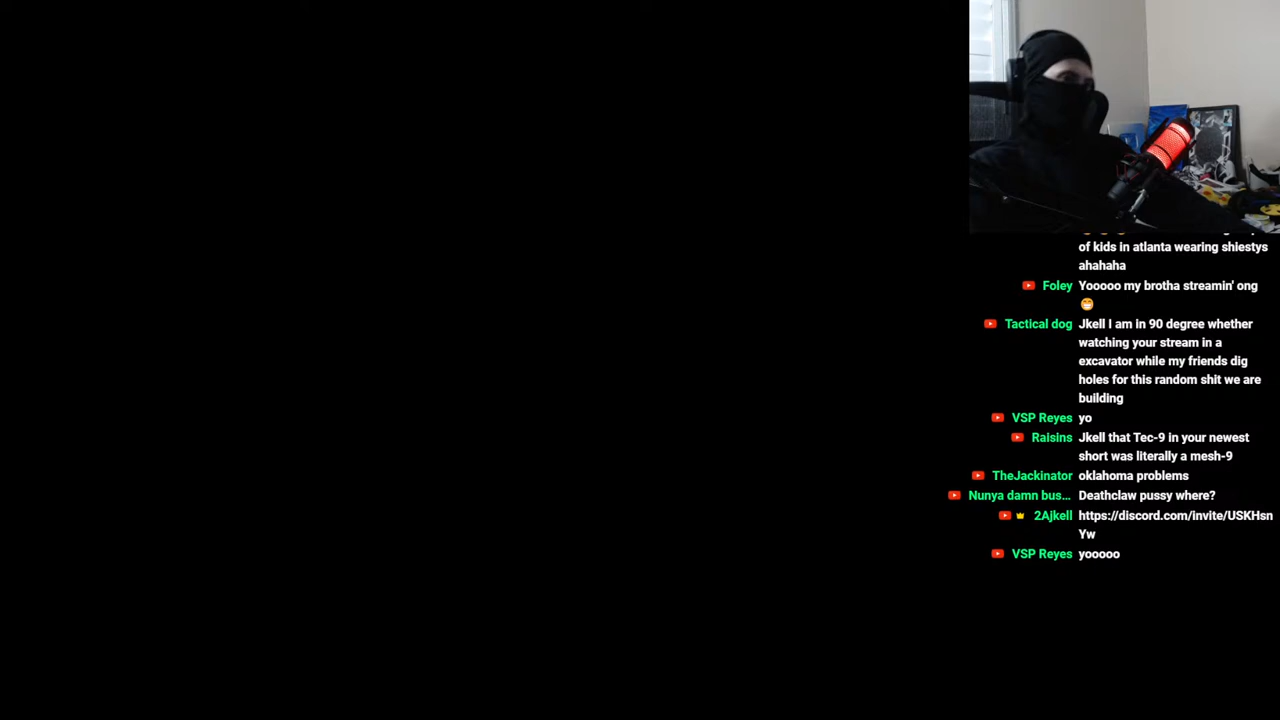 of kids in atlanta wearing shiestys
ahahaha
Foley Yooooo my brotha streamin' ong
😁
Tactical dog Jkell I am in 90 degree whether
watching your stream in a
excavator while my friends dig
holes for this random shit we are
building
VSP Reyes yo
Raisins Jkell that Tec-9 in your newest
short was literally a mesh-9
TheJackinator oklahoma problems
Nunya damn bus... Deathclaw pussy where?
2Ajkell https://discord.com/invite/USKHsn
Yw
VSP Reyes yooooo